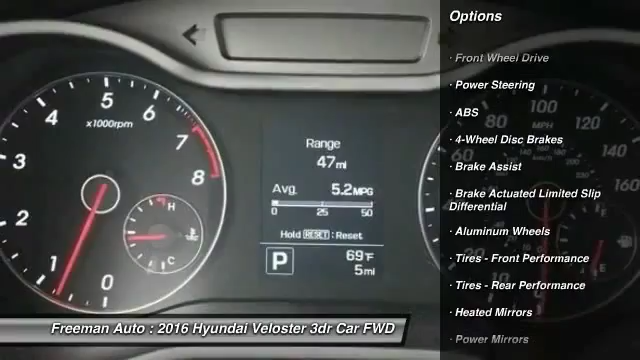 Options
· Front Wheel Drive
· Power Steering
· ABS
· 4-Wheel Disc Brakes
· Brake Assist
· Brake Actuated Limited Slip
Differential
· Aluminum Wheels
· Tires - Front Performance
· Tires - Rear Performance
· Heated Mirrors
· Power Mirrors
x1000rpm
0
1
2
3
4
5
6
7
8
H
C
Range
47mi
Avg. 5.2MPG
0 25 50
Hold RESET : Reset
P
69°F
5mi
60
80
100
120
140
160
MPH
E
Freeman Auto : 2016 Hyundai Veloster 3dr Car FWD